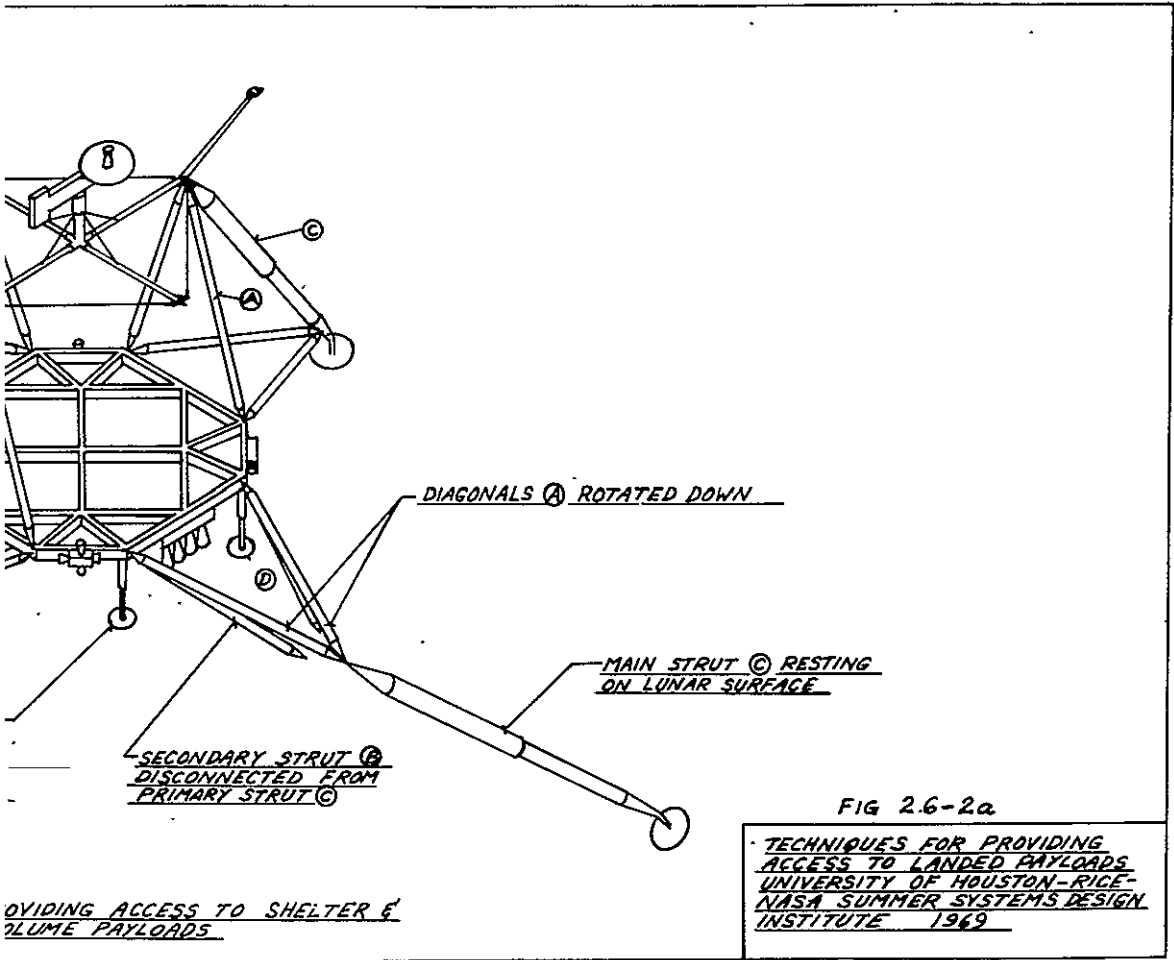 C
A
DIAGONALS A ROTATED DOWN
D
MAIN STRUT C RESTING
ON LUNAR SURFACE
SECONDARY STRUT B
DISCONNECTED FROM
PRIMARY STRUT C
FIG 2.6-2a
TECHNIQUES FOR PROVIDING
ACCESS TO LANDED PAYLOADS
UNIVERSITY OF HOUSTON-RICE-
NASA SUMMER SYSTEMS DESIGN
INSTITUTE 1969
OVIDING ACCESS TO SHELTER &
OLUME PAYLOADS